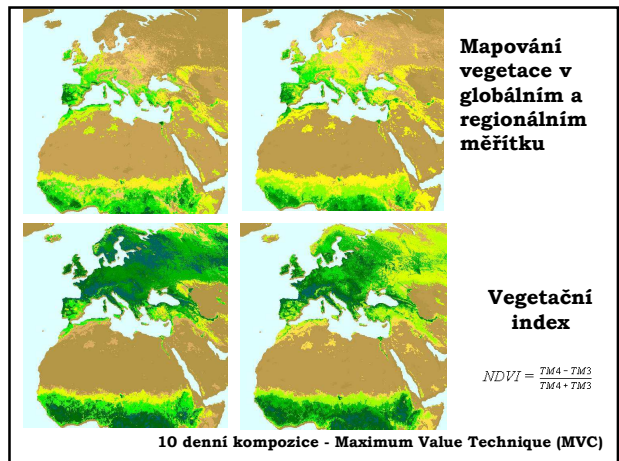 Mapování
vegetace v
globálním a
regionálním
měřítku
Vegetační
index
NDVI = \frac{TM4 - TM3}{TM4 + TM3}
10 denní kompozice - Maximum Value Technique (MVC)